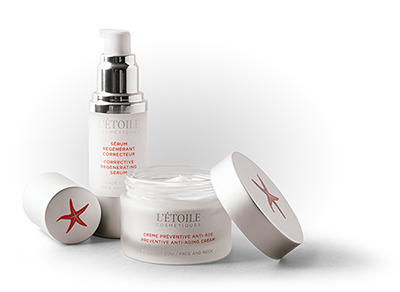 L'ÉTOILE
COSMÉTIQUES
SÉRUM
RÉGÉNÉRANT
CORRECTEUR
CORRECTIVE
REGENERATING
SERUM
L'ÉTOILE
COSMÉTIQUES
CRÈME PRÉVENTIVE ANTI-ÂGE
PREVENTIVE ANTI-AGING CREAM
COU / FACE AND NECK